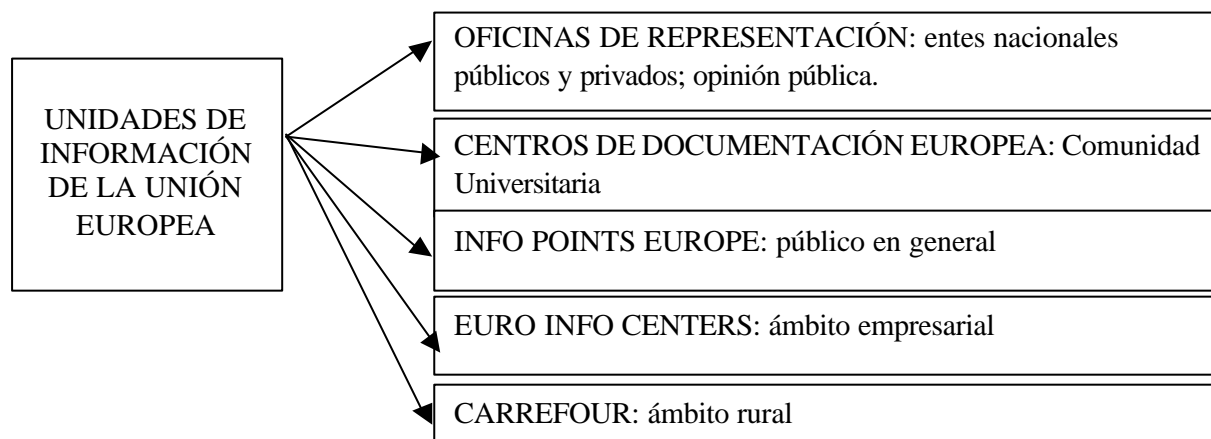 UNIDADES DE
INFORMACIÓN
DE LA UNIÓN
EUROPEA
OFICINAS DE REPRESENTACIÓN: entes nacionales
públicos y privados; opinión pública.
CENTROS DE DOCUMENTACIÓN EUROPEA: Comunidad
Universitaria
INFO POINTS EUROPE: público en general
EURO INFO CENTERS: ámbito empresarial
CARREFOUR: ámbito rural